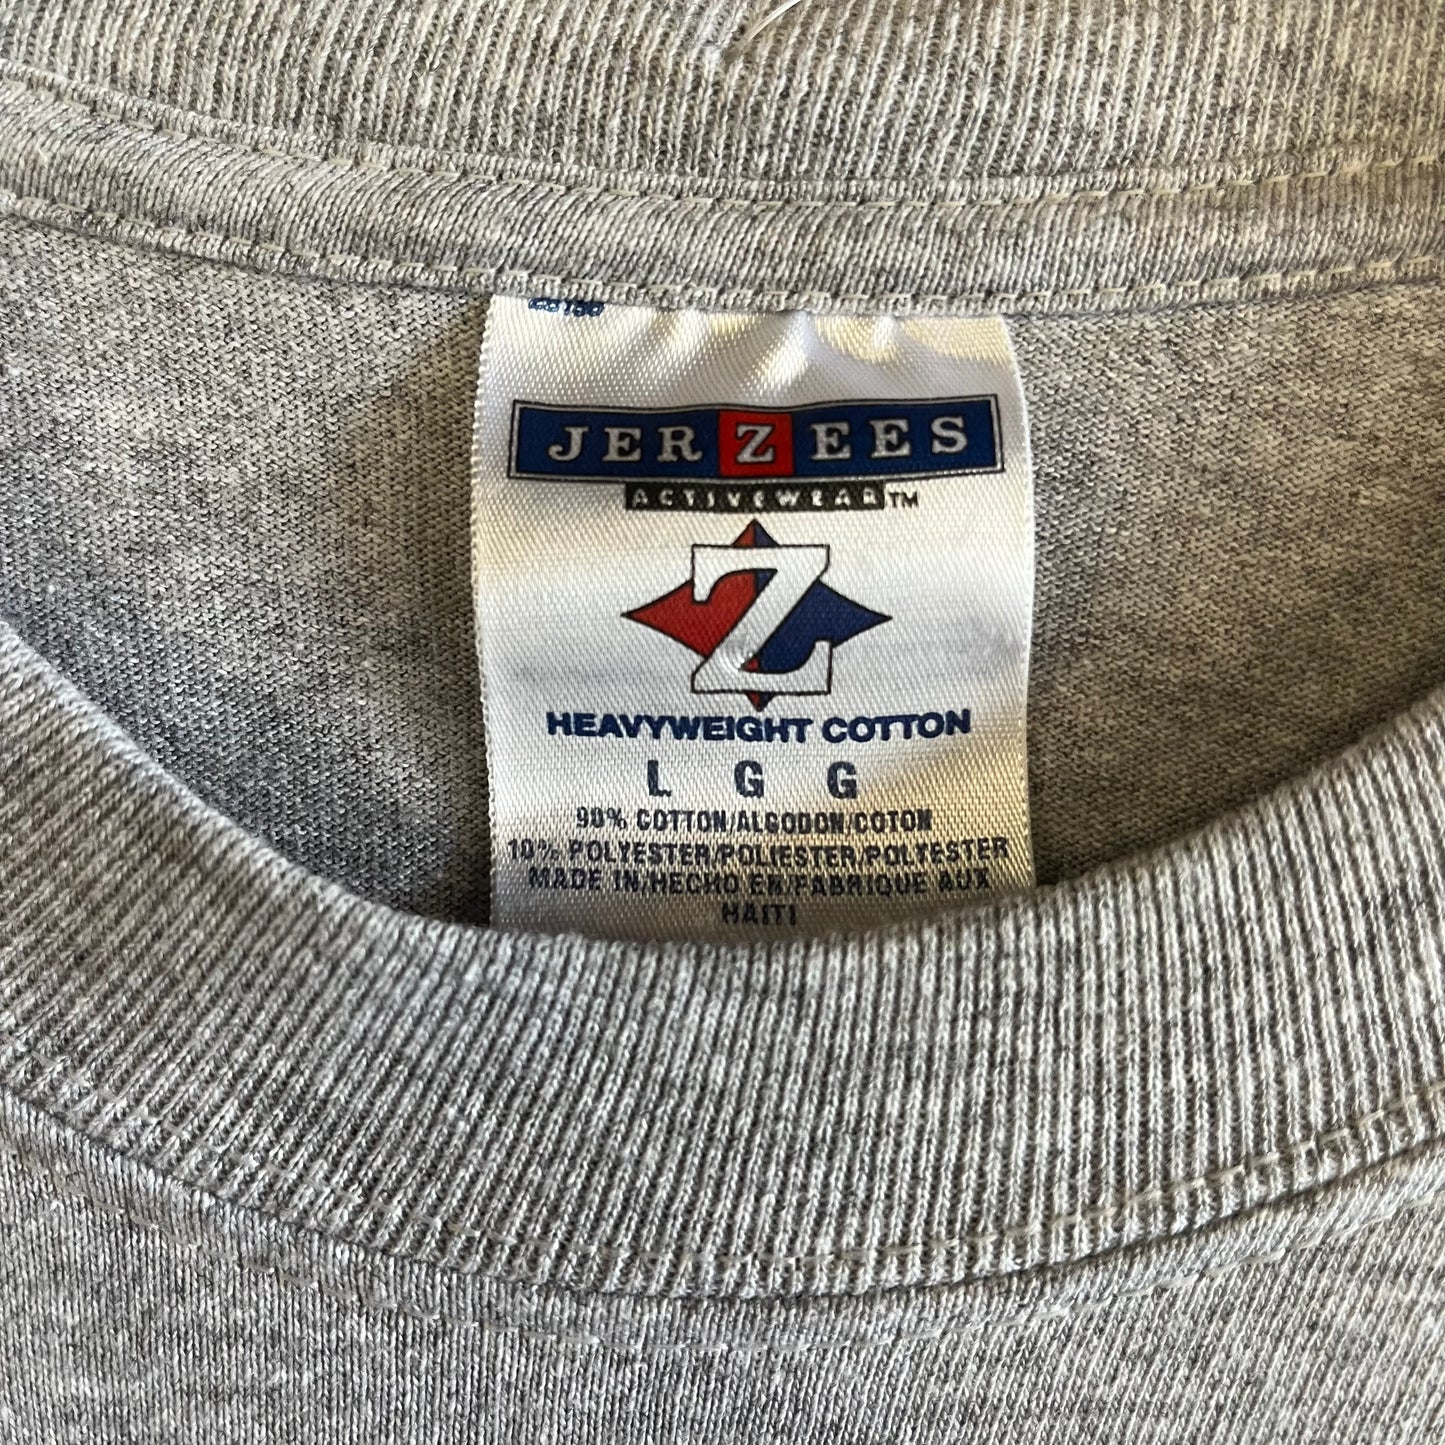 JERZEES
ACTIVEWEAR™
Z
HEAVYWEIGHT COTTON
L G G
90% COTTON/ALGODON/COTON
10% POLYESTER/POLIESTER/POLYESTER
MADE IN/HECHO EN/FABRIQUE AUX
HAITI